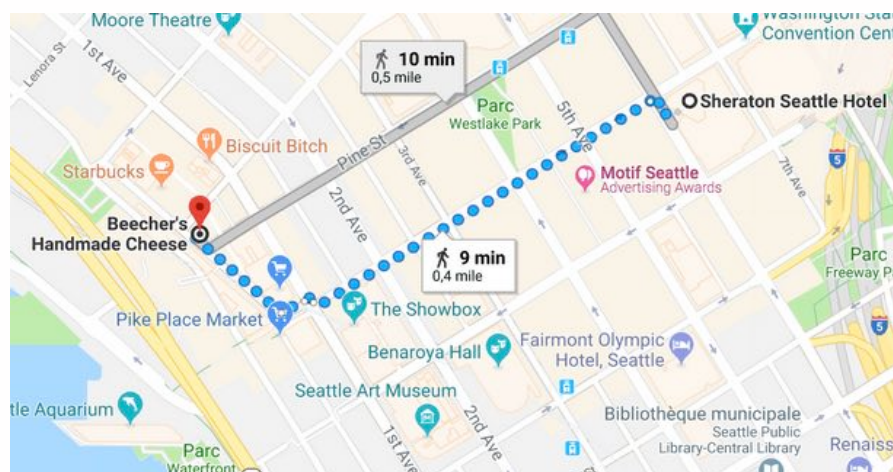 Moore Theatre
Washington Sta
Convention Cent
Lenora St
1st Ave
10 min
0,5 mile
Parc
Westlake Park
5th Ave
Sheraton Seattle Hotel
Biscuit Bitch
Pine St
3rd Ave
Starbucks
Motif Seattle
Advertising Awards
7th Ave
5
Beecher's
Handmade Cheese
2nd Ave
9 min
0,4 mile
Parc
Freeway Pa
Pike Place Market
The Showbox
Benaroya Hall
Fairmont Olympic
Hotel, Seattle
5
Seattle Art Museum
tle Aquarium
1st Ave
2nd Ave
Bibliothèque municipale
Seattle Public
Library-Central Library
Renaiss
Parc
Waterfront